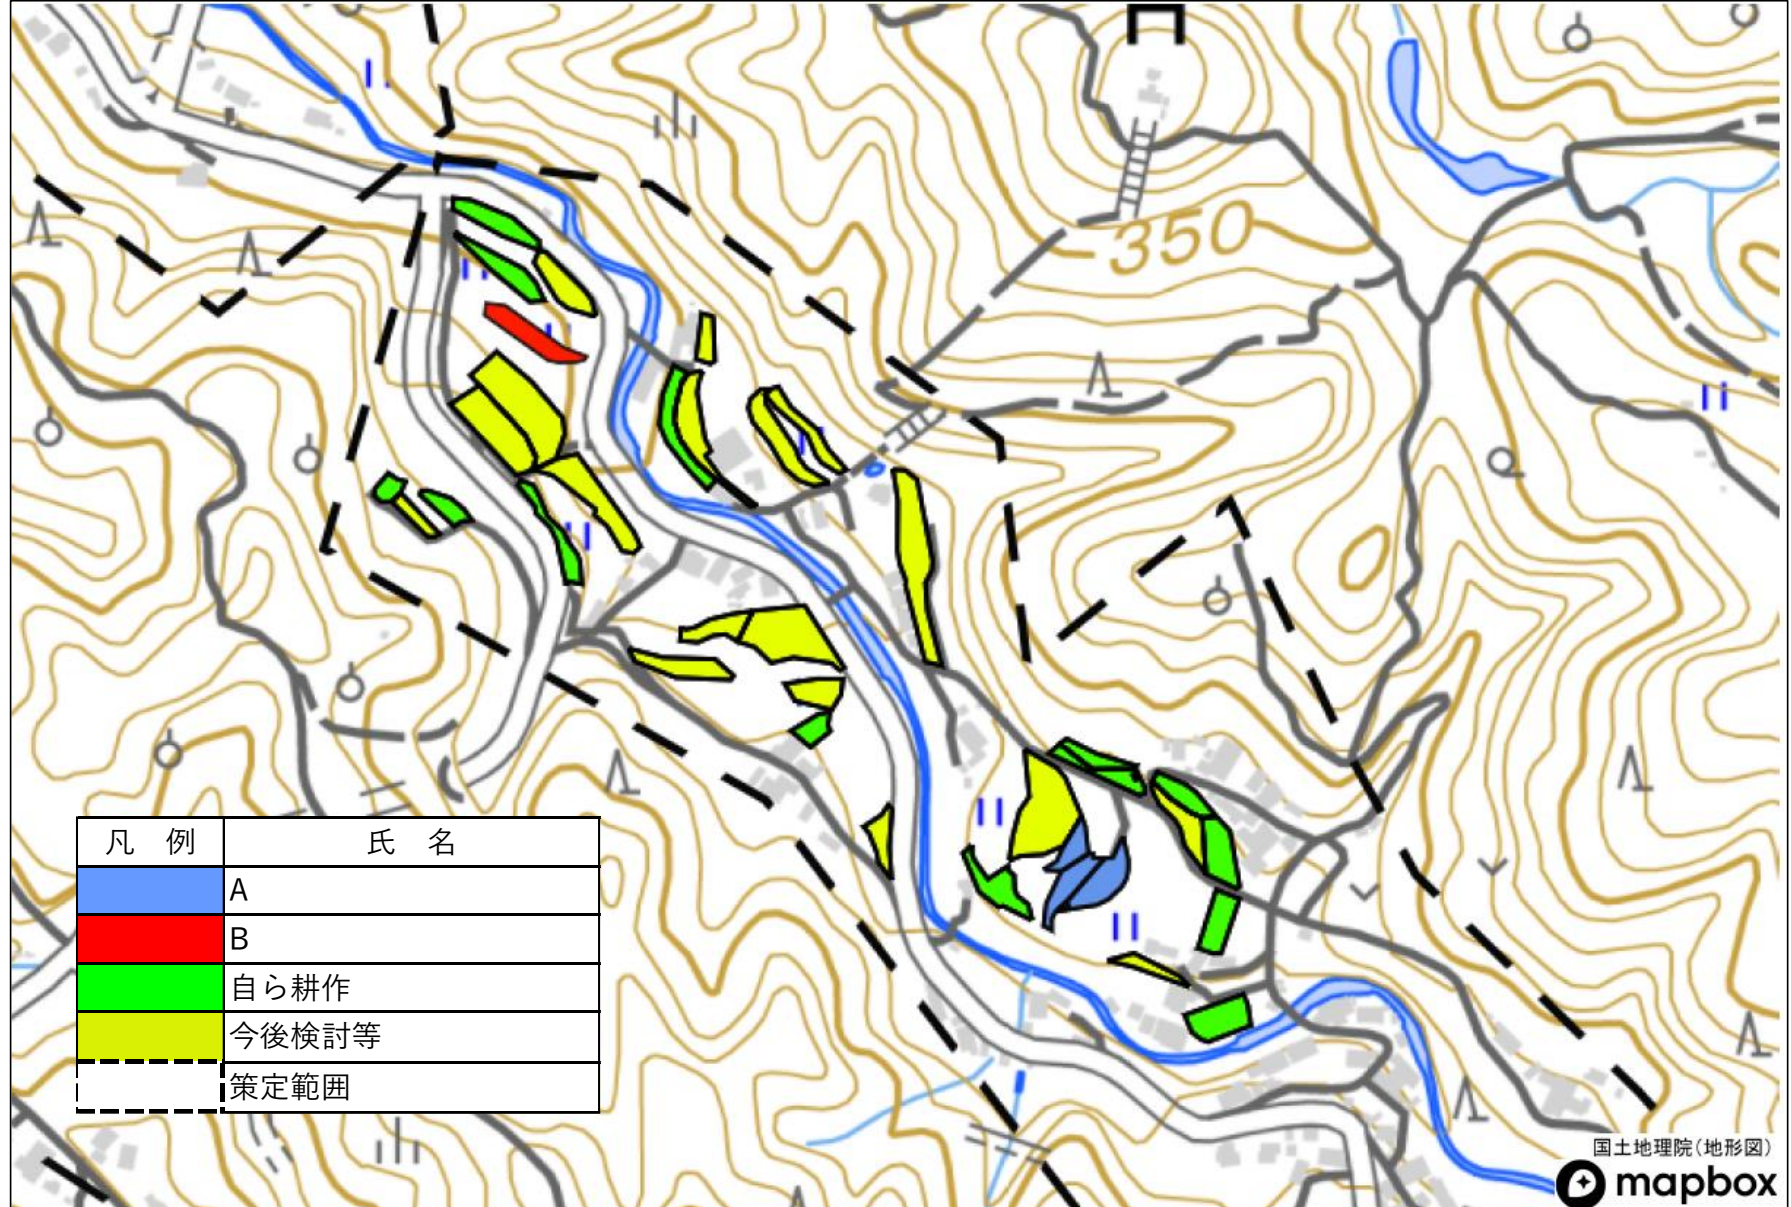 350
凡　例　氏　名
A
B
自ら耕作
今後検討等
策定範囲
国土地理院(地形図)
mapbox